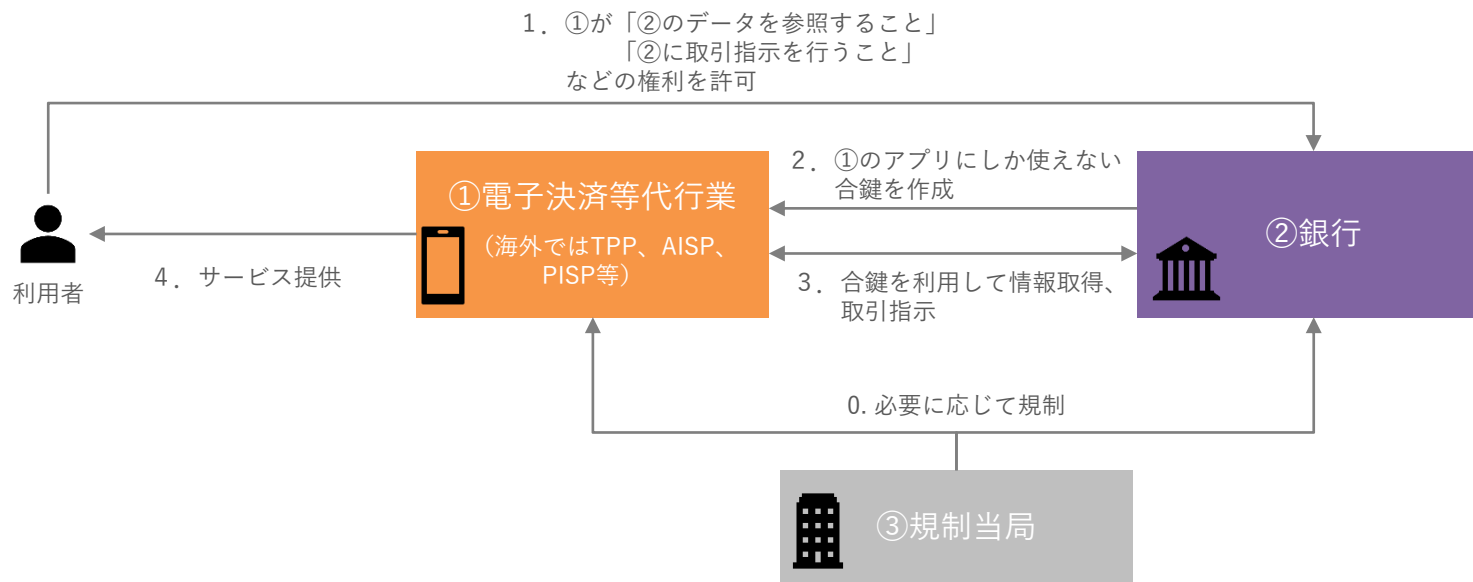 1．①が「②のデータを参照すること」
「②に取引指示を行うこと」
などの権利を許可
①電子決済等代行業
（海外ではTPP、AISP、
PISP等）
2．①のアプリにしか使えない
合鍵を作成
②銀行
3．合鍵を利用して情報取得、
取引指示
4．サービス提供
利用者
0. 必要に応じて規制
③規制当局